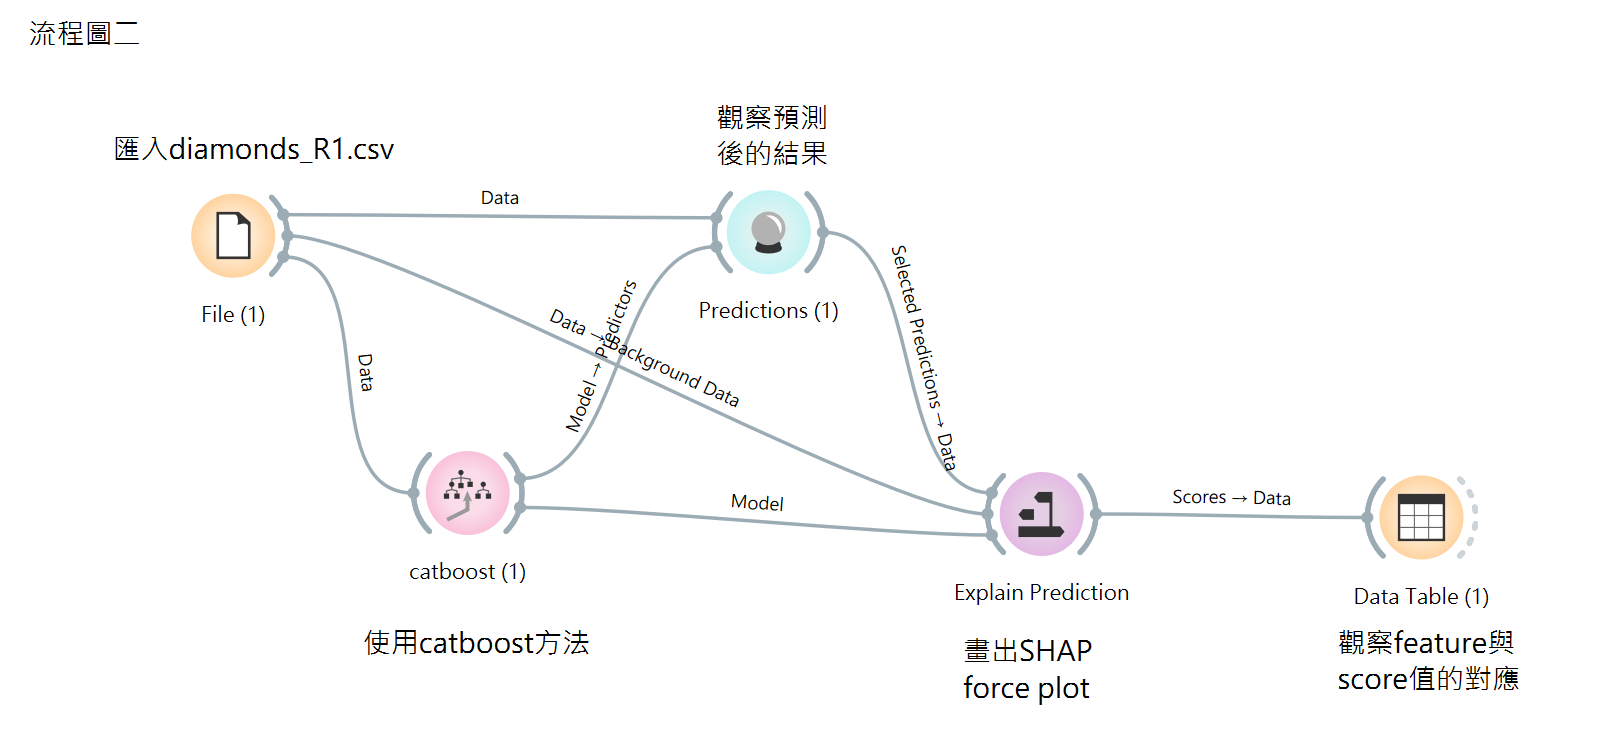 流程圖二
匯入diamonds_R1.csv
觀察預測
後的結果
Data
File (1)
Predictions (1)
Data
Data → Background Data
Model → Predictors
Selected Predictions → Data
Model
Scores → Data
catboost (1)
Explain Prediction
Data Table (1)
使用catboost方法
畫出SHAP
force plot
觀察feature與
score值的對應